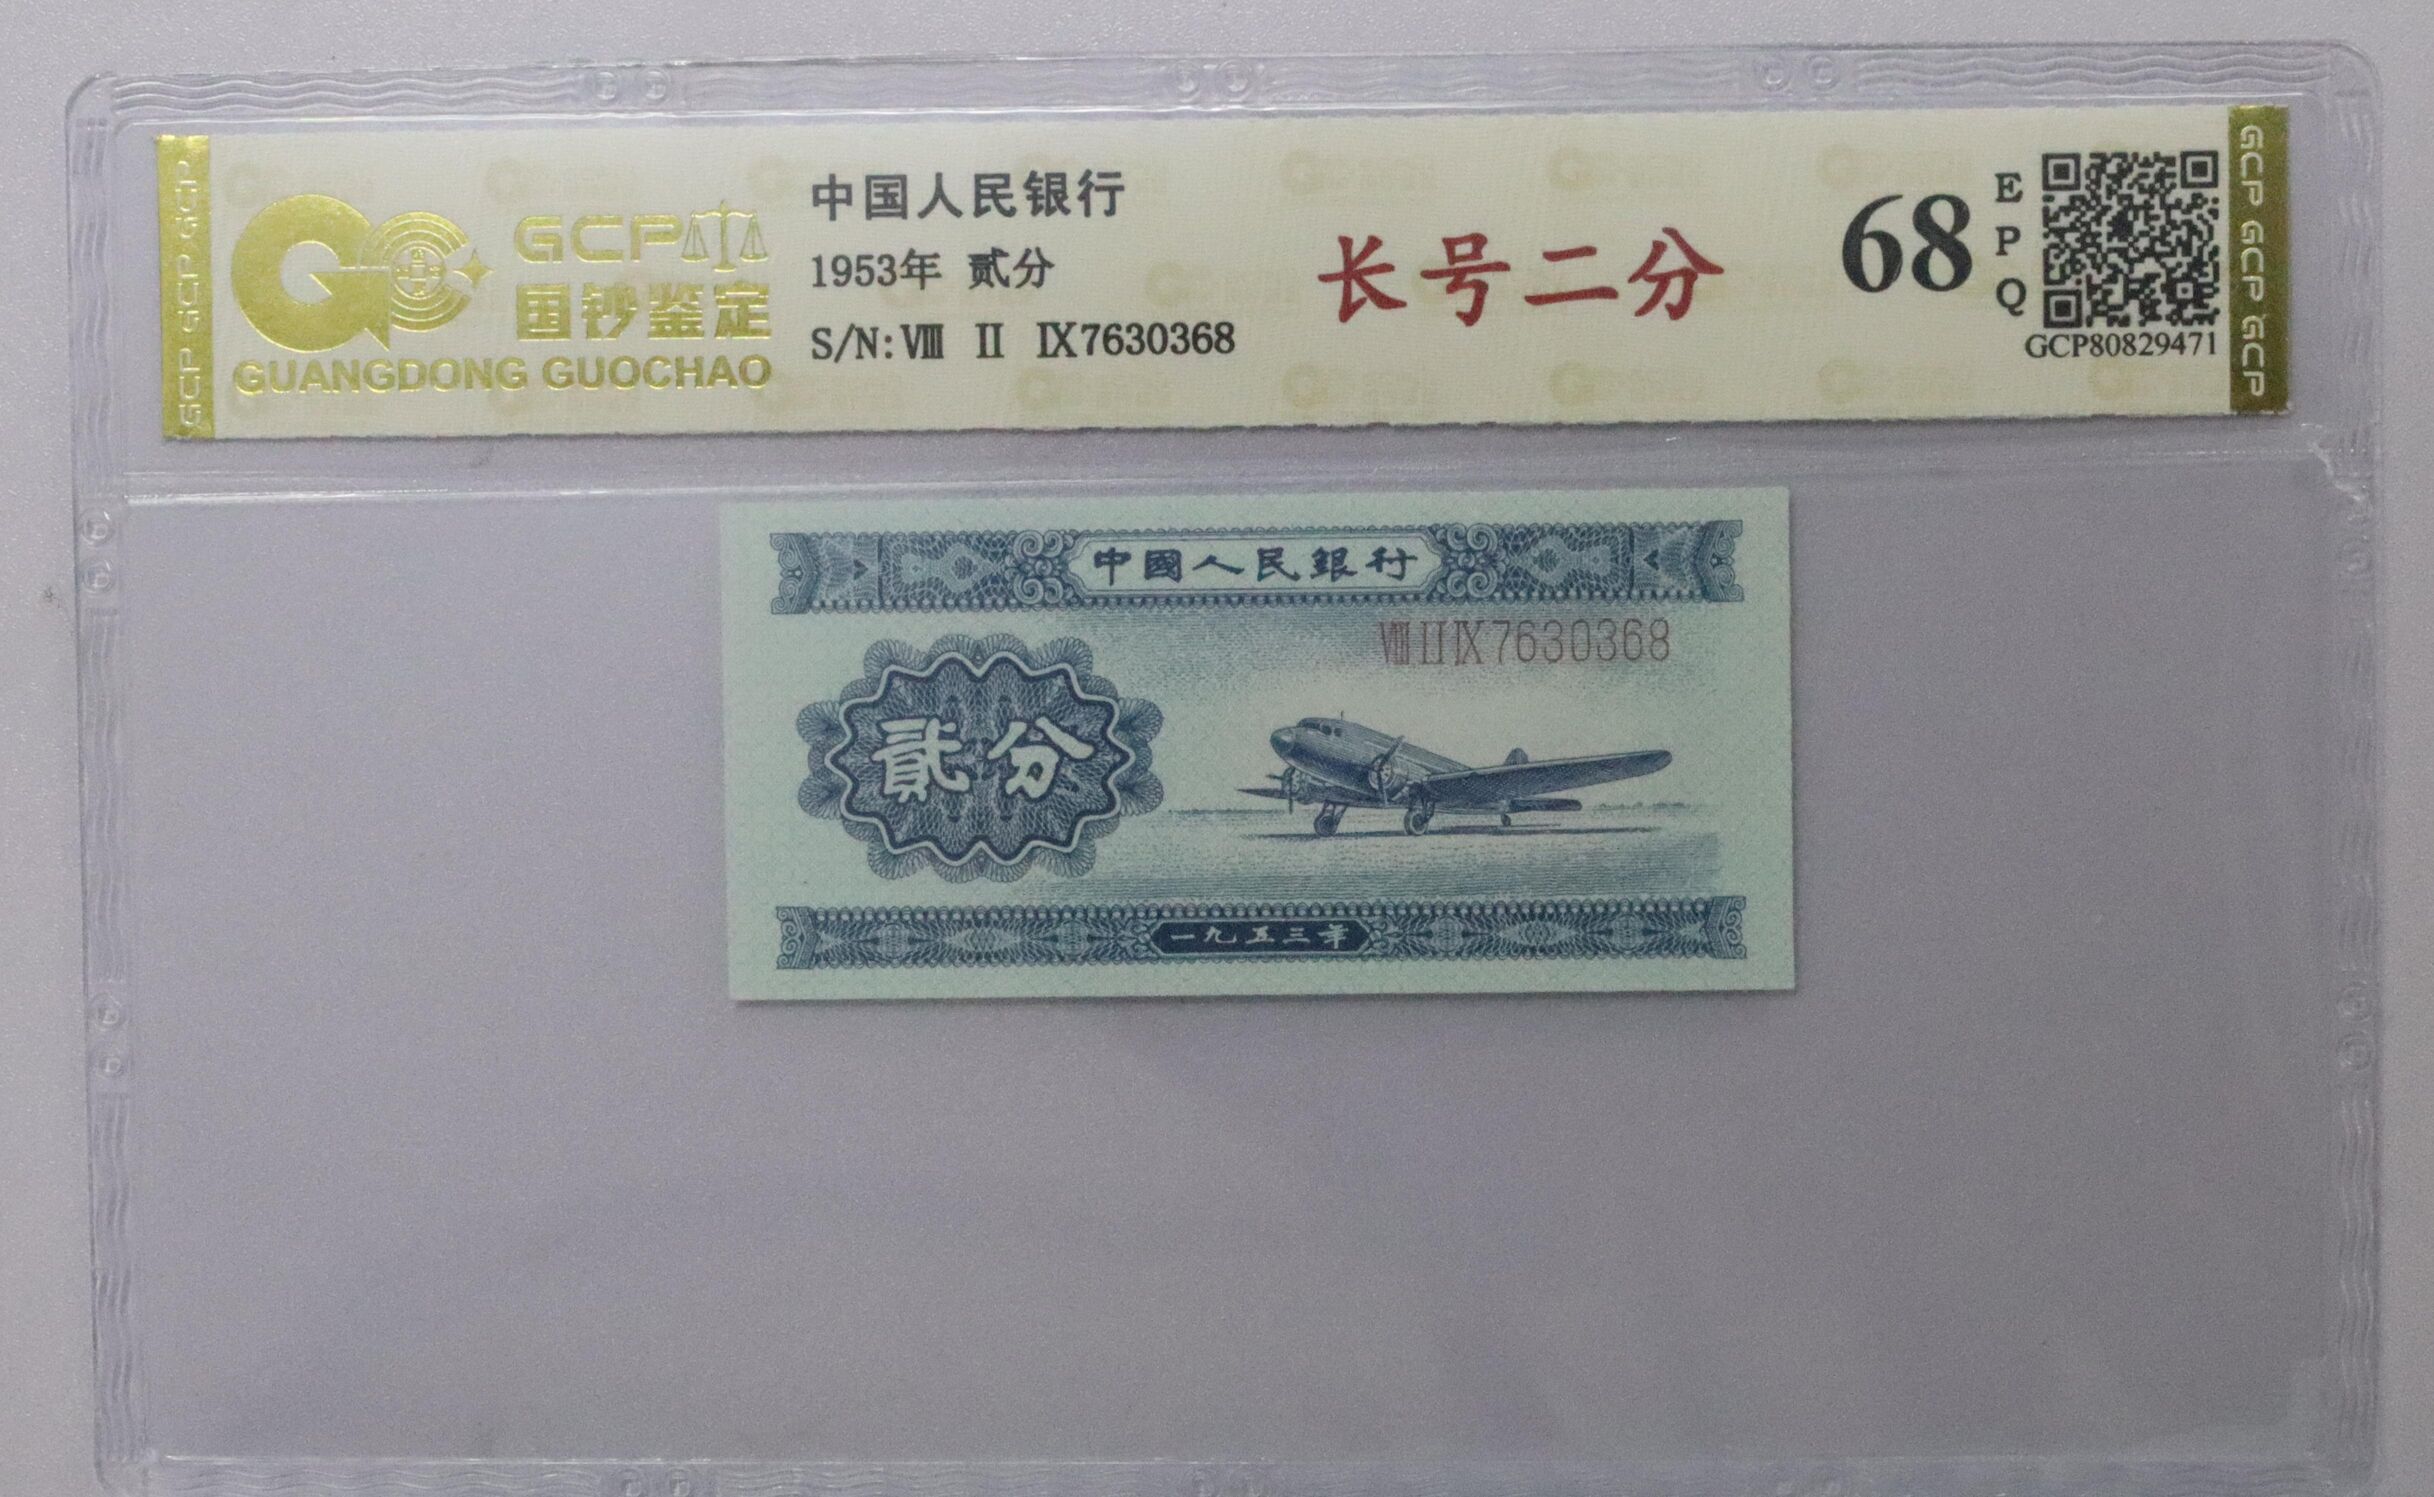 GCP
国钞鉴定
GUANGDONG GUOCHAO
中国人民银行
1953年 贰分
S/N: Ⅷ Ⅱ Ⅸ7630368
长号二分
68
EPQ
GCP80829471
GCP GCP GCP
GCP GCP GCP
中國人民銀行
ⅧⅡⅨ7630368
貳分
一九五三年